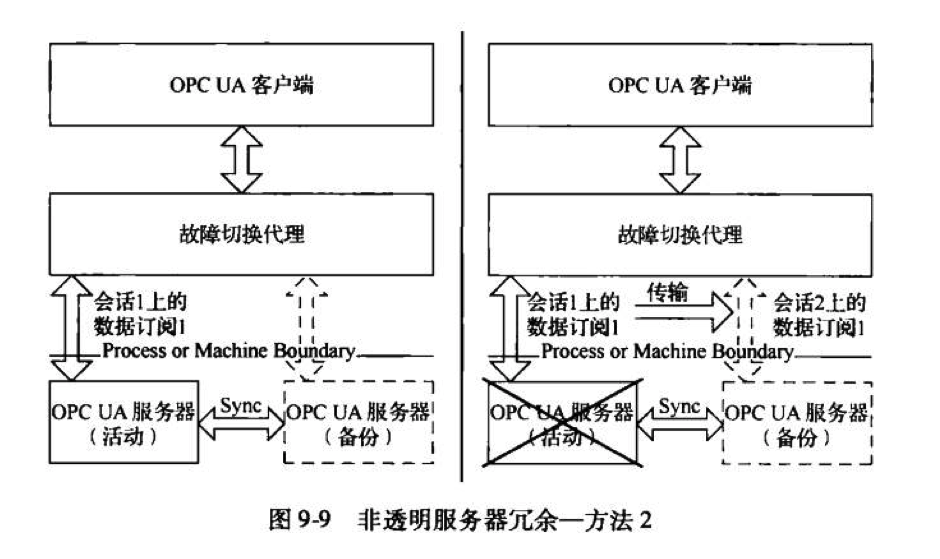 OPC UA 客户端
故障切换代理
会话1上的
数据订阅1
Process or Machine Boundary
OPC UA 服务器
（活动）
Sync
OPC UA 服务器
（备份）
OPC UA 客户端
故障切换代理
会话1上的
数据订阅1
传输
会话2上的
数据订阅1
Process or Machine Boundary
OPC UA 服务器
（活动）
Sync
OPC UA 服务器
（备份）
图 9-9 非透明服务器冗余—方法 2